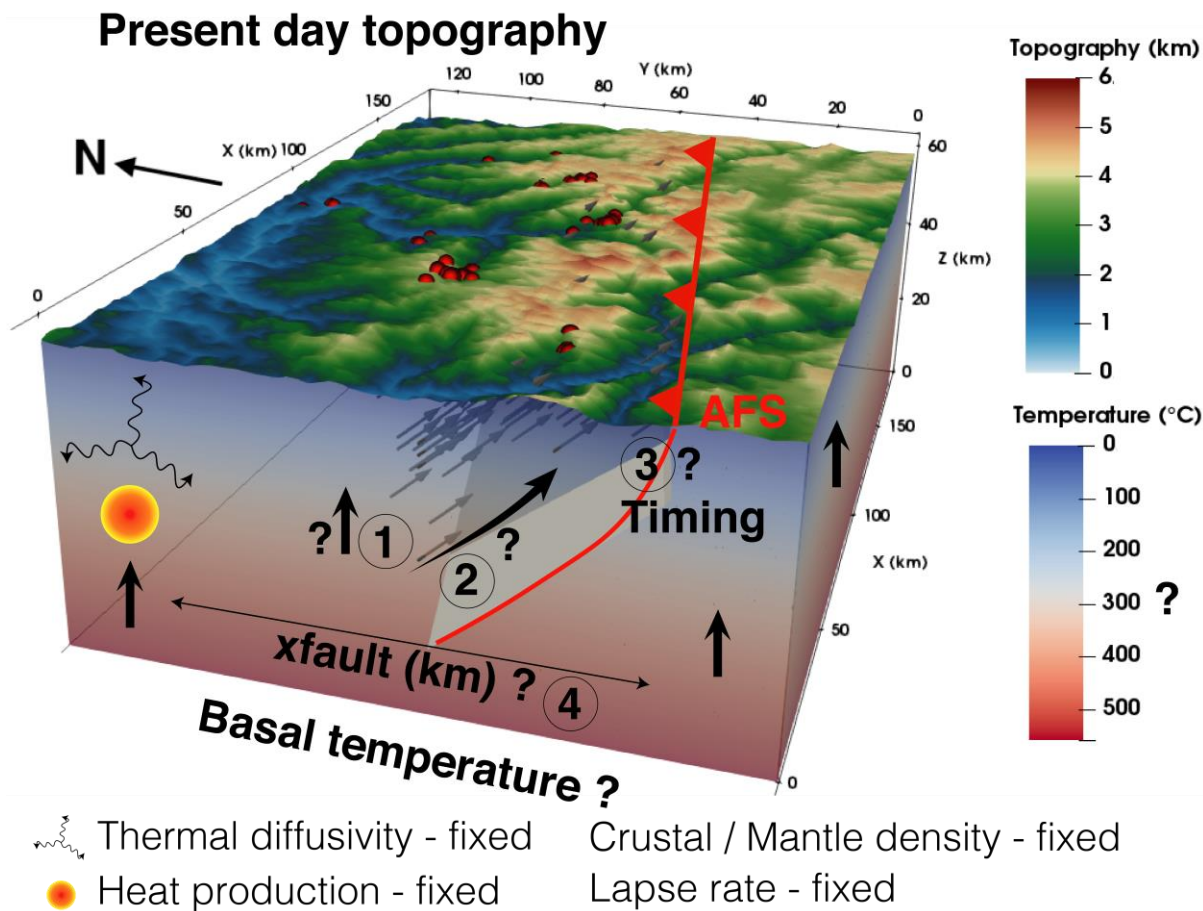 Present day topography
Topography (km)
6
5
4
3
2
1
0
Y (km)
120
100
80
60
40
20
0
150
X (km) 100
50
0
N
60
40
Z (km)
20
0
150
100
X (km)
50
0
AFS
3 ?
Timing
? 1
?
2
xfault (km) ? 4
Basal temperature ?
Temperature (°C)
0
100
200
300 ?
400
500
Thermal diffusivity - fixed
Crustal / Mantle density - fixed
Heat production - fixed
Lapse rate - fixed